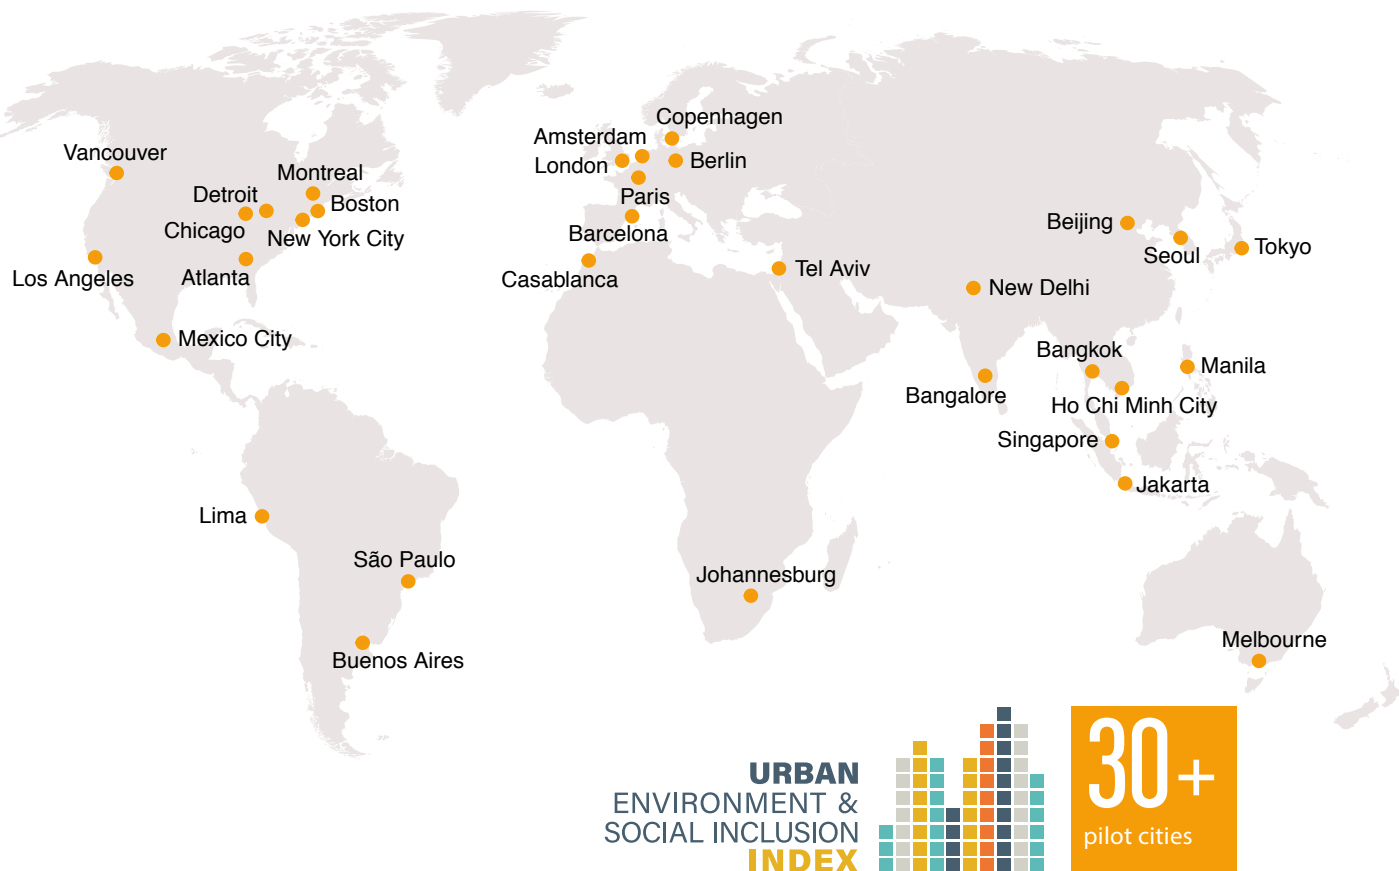 Copenhagen
Amsterdam
Vancouver
London
Berlin
Montreal
Detroit
Paris
Boston
Chicago
Beijing
New York City
Barcelona
Seoul
Tokyo
Los Angeles
Atlanta
Casablanca
Tel Aviv
New Delhi
Mexico City
Bangkok
Manila
Bangalore
Ho Chi Minh City
Singapore
Jakarta
Lima
São Paulo
Johannesburg
Melbourne
Buenos Aires
URBAN
ENVIRONMENT &
SOCIAL INCLUSION
INDEX
30+
pilot cities